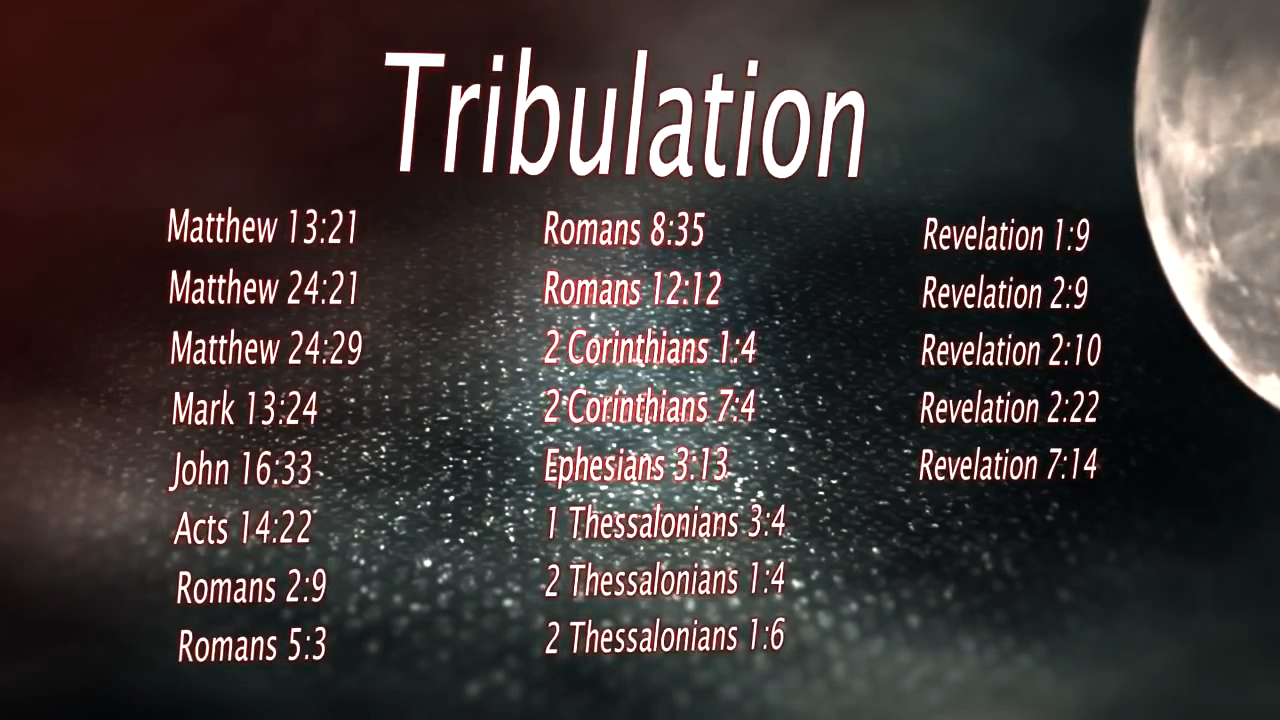 Tribulation
Matthew 13:21
Matthew 24:21
Matthew 24:29
Mark 13:24
John 16:33
Acts 14:22
Romans 2:9
Romans 5:3
Romans 8:35
Romans 12:12
2 Corinthians 1:4
2 Corinthians 7:4
Ephesians 3:13
1 Thessalonians 3:4
2 Thessalonians 1:4
2 Thessalonians 1:6
Revelation 1:9
Revelation 2:9
Revelation 2:10
Revelation 2:22
Revelation 7:14